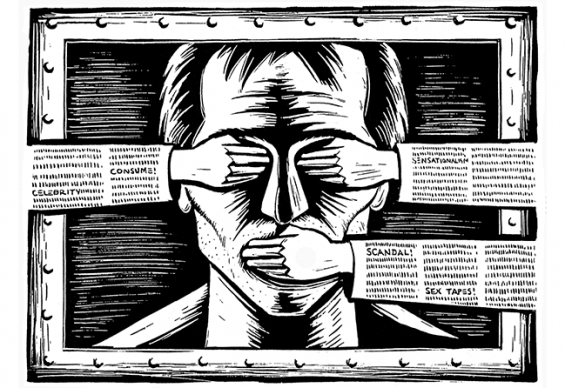 CONSUME!
CELEBRITY
SENSATIONALISM
SCANDAL!
SEX TAPES!